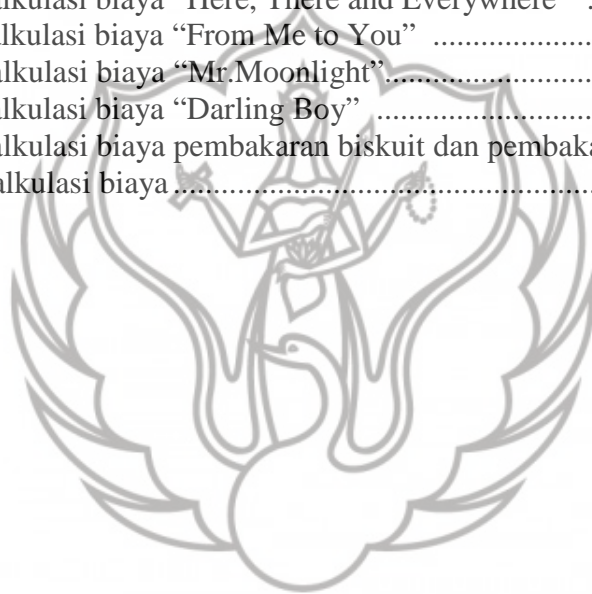 alkulasi biaya “Here, There and Everywhere” .
alkulasi biaya “From Me to You” ......................
alkulasi biaya “Mr.Moonlight”............................
alkulasi biaya “Darling Boy” .............................
alkulasi biaya pembakaran biskuit dan pembaka
alkulasi biaya .....................................................